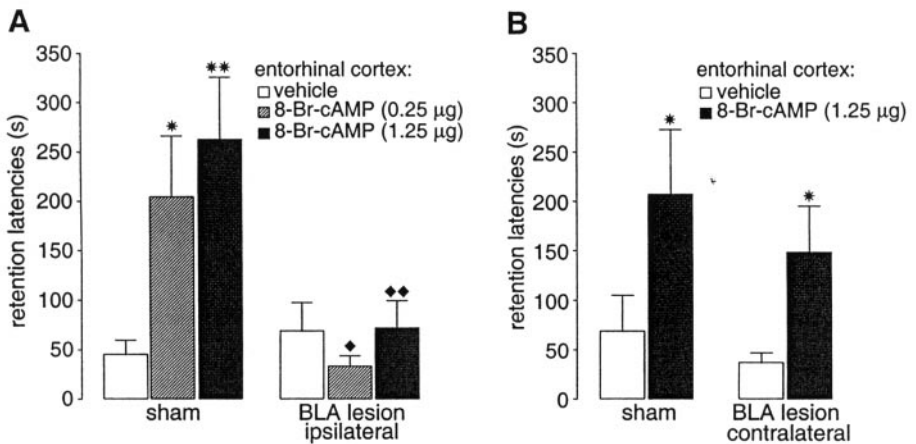 A
400
350
300
250
200
150
100
50
0
retention latencies (s)
entorhinal cortex:
vehicle
8-Br-cAMP (0.25 μg)
8-Br-cAMP (1.25 μg)
sham
BLA lesion
ipsilateral
B
400
350
300
250
200
150
100
50
0
retention latencies (s)
entorhinal cortex:
vehicle
8-Br-cAMP (1.25 μg)
sham
BLA lesion
contralateral